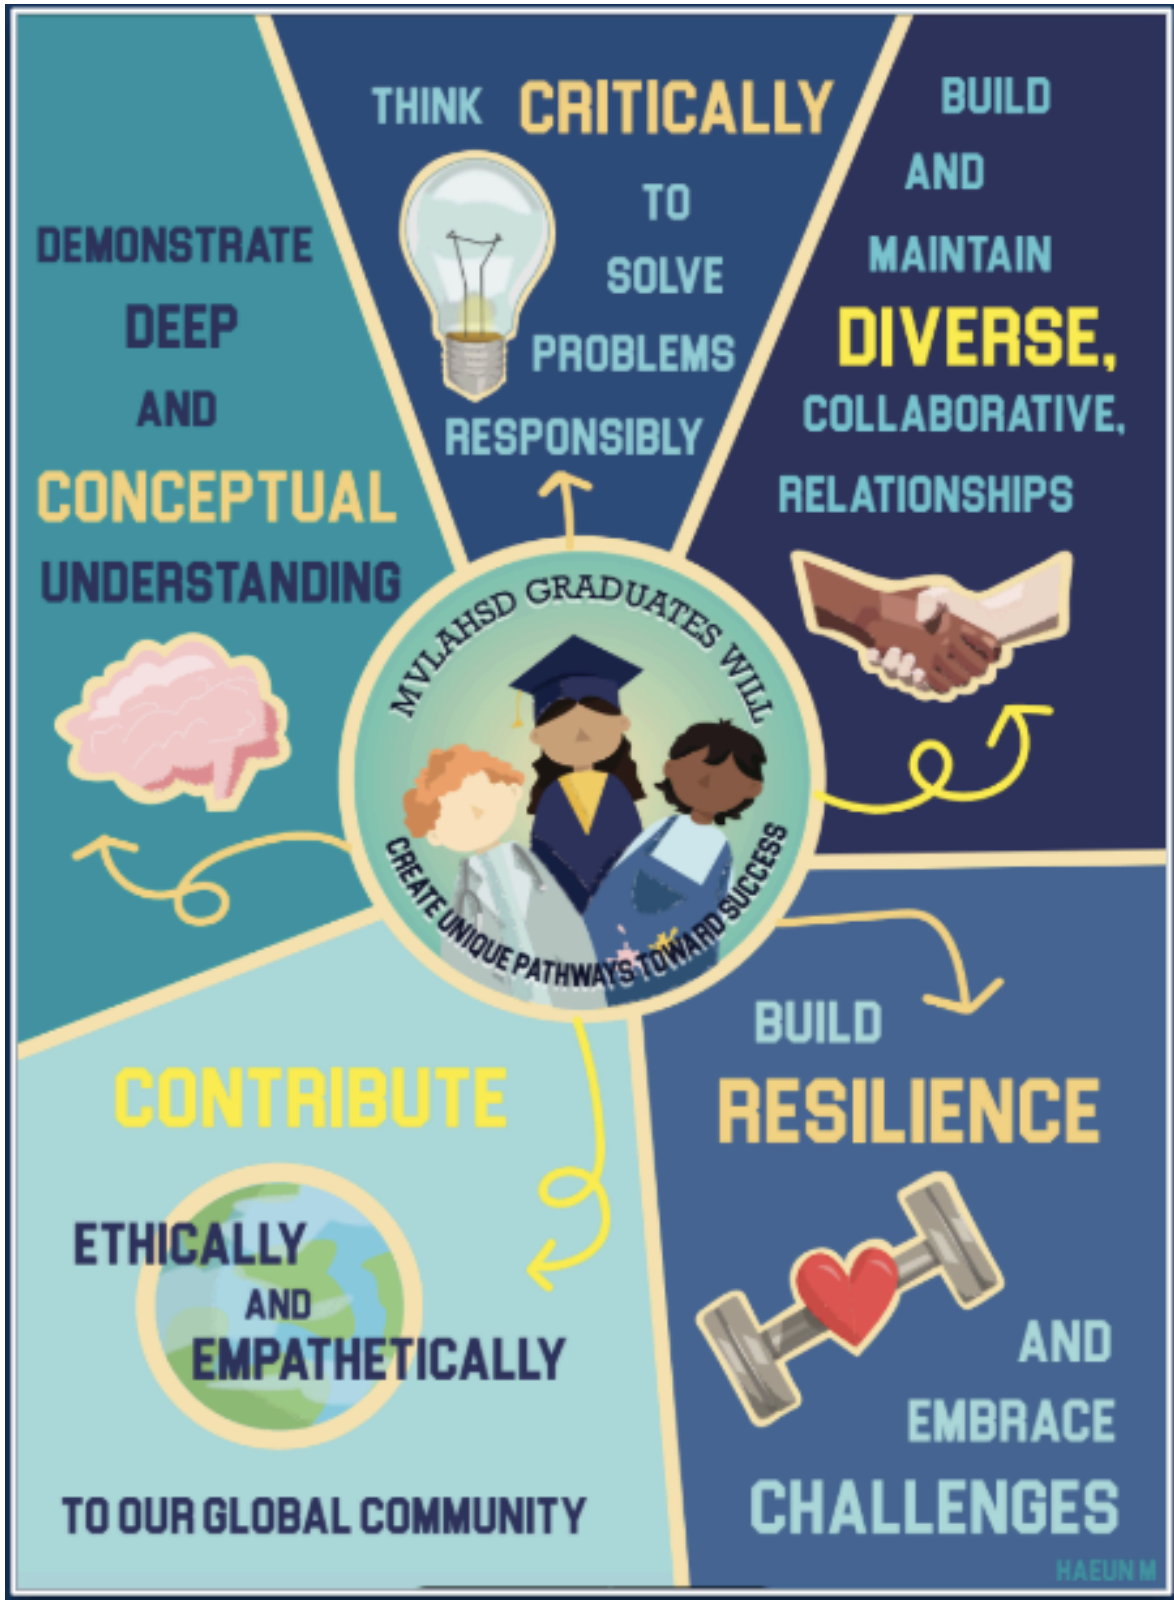 THINK CRITICALLY
TO
SOLVE
PROBLEMS
RESPONSIBLY
BUILD
AND
MAINTAIN
DIVERSE,
COLLABORATIVE,
RELATIONSHIPS
DEMONSTRATE
DEEP
AND
CONCEPTUAL
UNDERSTANDING
MVLAHSD GRADUATES WILL
CREATE UNIQUE PATHWAYS TOWARD SUCCESS
CONTRIBUTE
ETHICALLY
AND
EMPATHETICALLY
TO OUR GLOBAL COMMUNITY
BUILD
RESILIENCE
AND
EMBRACE
CHALLENGES
HAEUN M